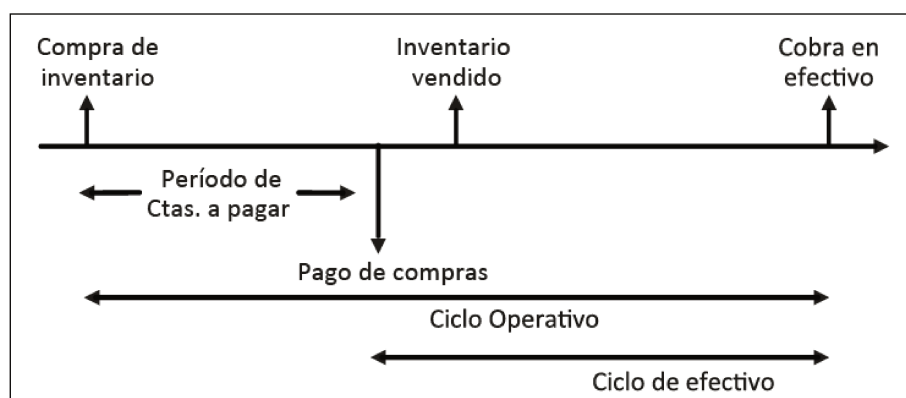 Compra de
inventario
Inventario
vendido
Cobra en
efectivo
Período de
Ctas. a pagar
Pago de compras
Ciclo Operativo
Ciclo de efectivo